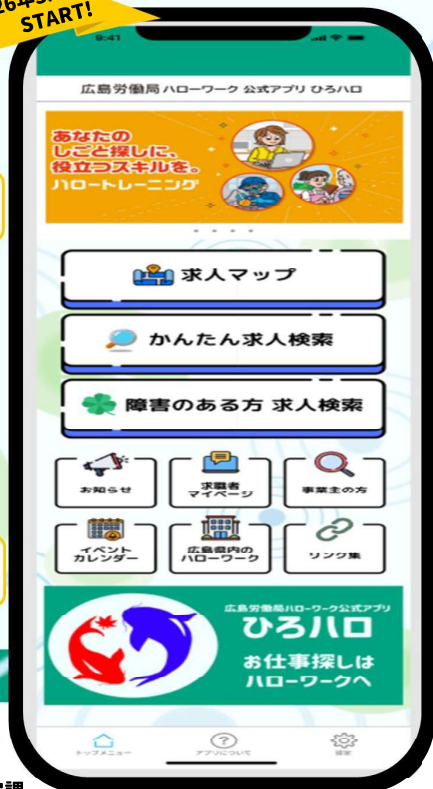 START!
9:41
広島労働局 ハローワーク 公式アプリ ひろハロ
あなたの
しごと探しに、
役立つスキルを。
ハロートレーニング
求人マップ
かんたん求人検索
障害のある方 求人検索
お知らせ
求職者
マイページ
事業主の方
イベント
カレンダー
広島県内の
ハローワーク
リンク集
広島労働局ハローワーク公式アプリ
ひろハロ
お仕事探しは
ハローワークへ
トップメニュー
アプリについて
設定